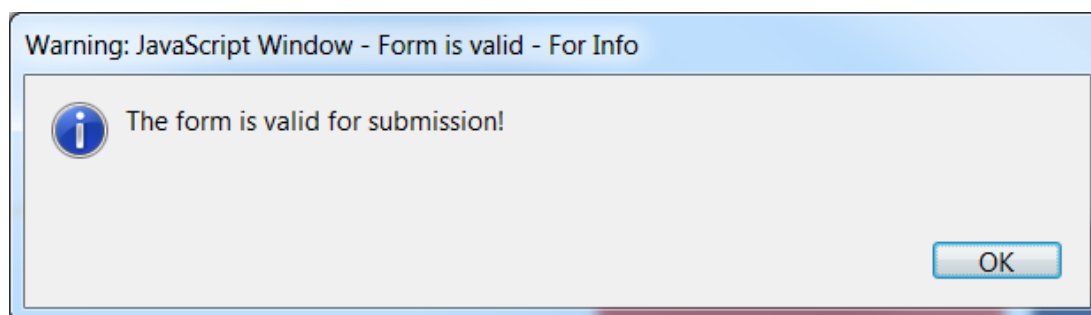 Warning: JavaScript Window - Form is valid - For Info
The form is valid for submission!
OK